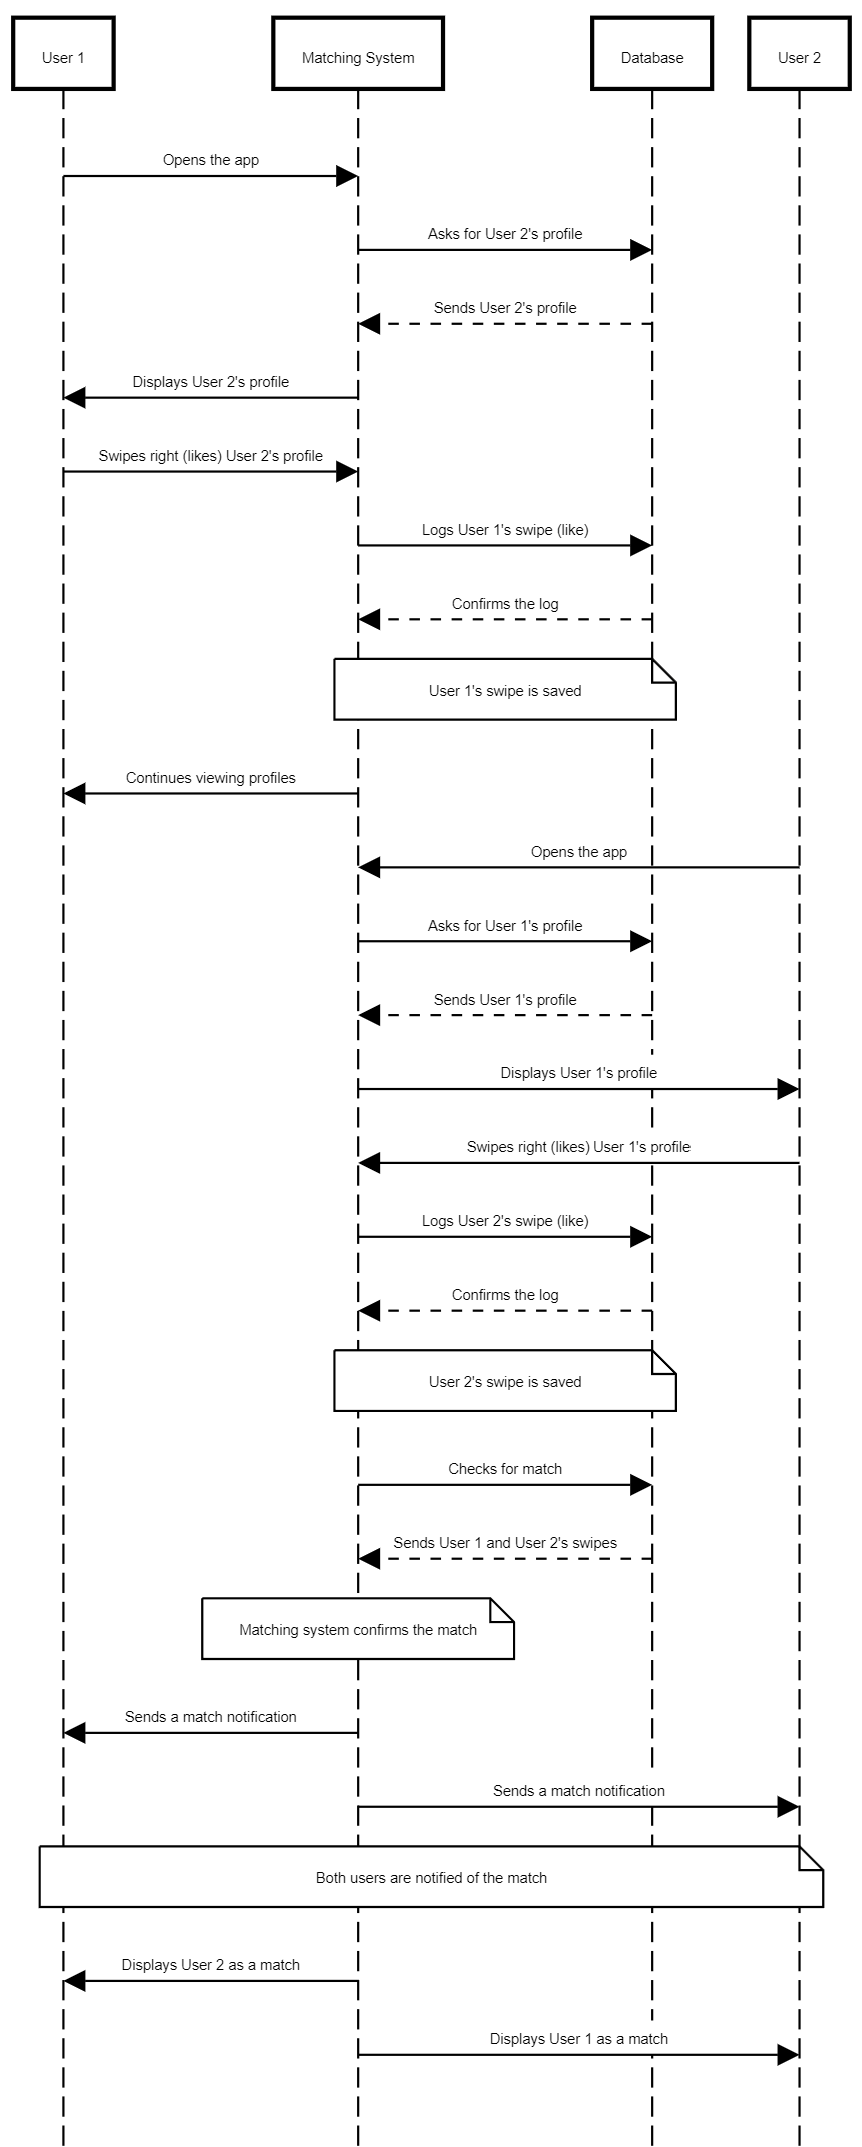 User 1
Matching System
Database
User 2
Opens the app
Asks for User 2's profile
Sends User 2's profile
Displays User 2's profile
Swipes right (likes) User 2's profile
Logs User 1's swipe (like)
Confirms the log
User 1's swipe is saved
Continues viewing profiles
Opens the app
Asks for User 1's profile
Sends User 1's profile
Displays User 1's profile
Swipes right (likes) User 1's profile
Logs User 2's swipe (like)
Confirms the log
User 2's swipe is saved
Checks for match
Sends User 1 and User 2's swipes
Matching system confirms the match
Sends a match notification
Sends a match notification
Both users are notified of the match
Displays User 2 as a match
Displays User 1 as a match